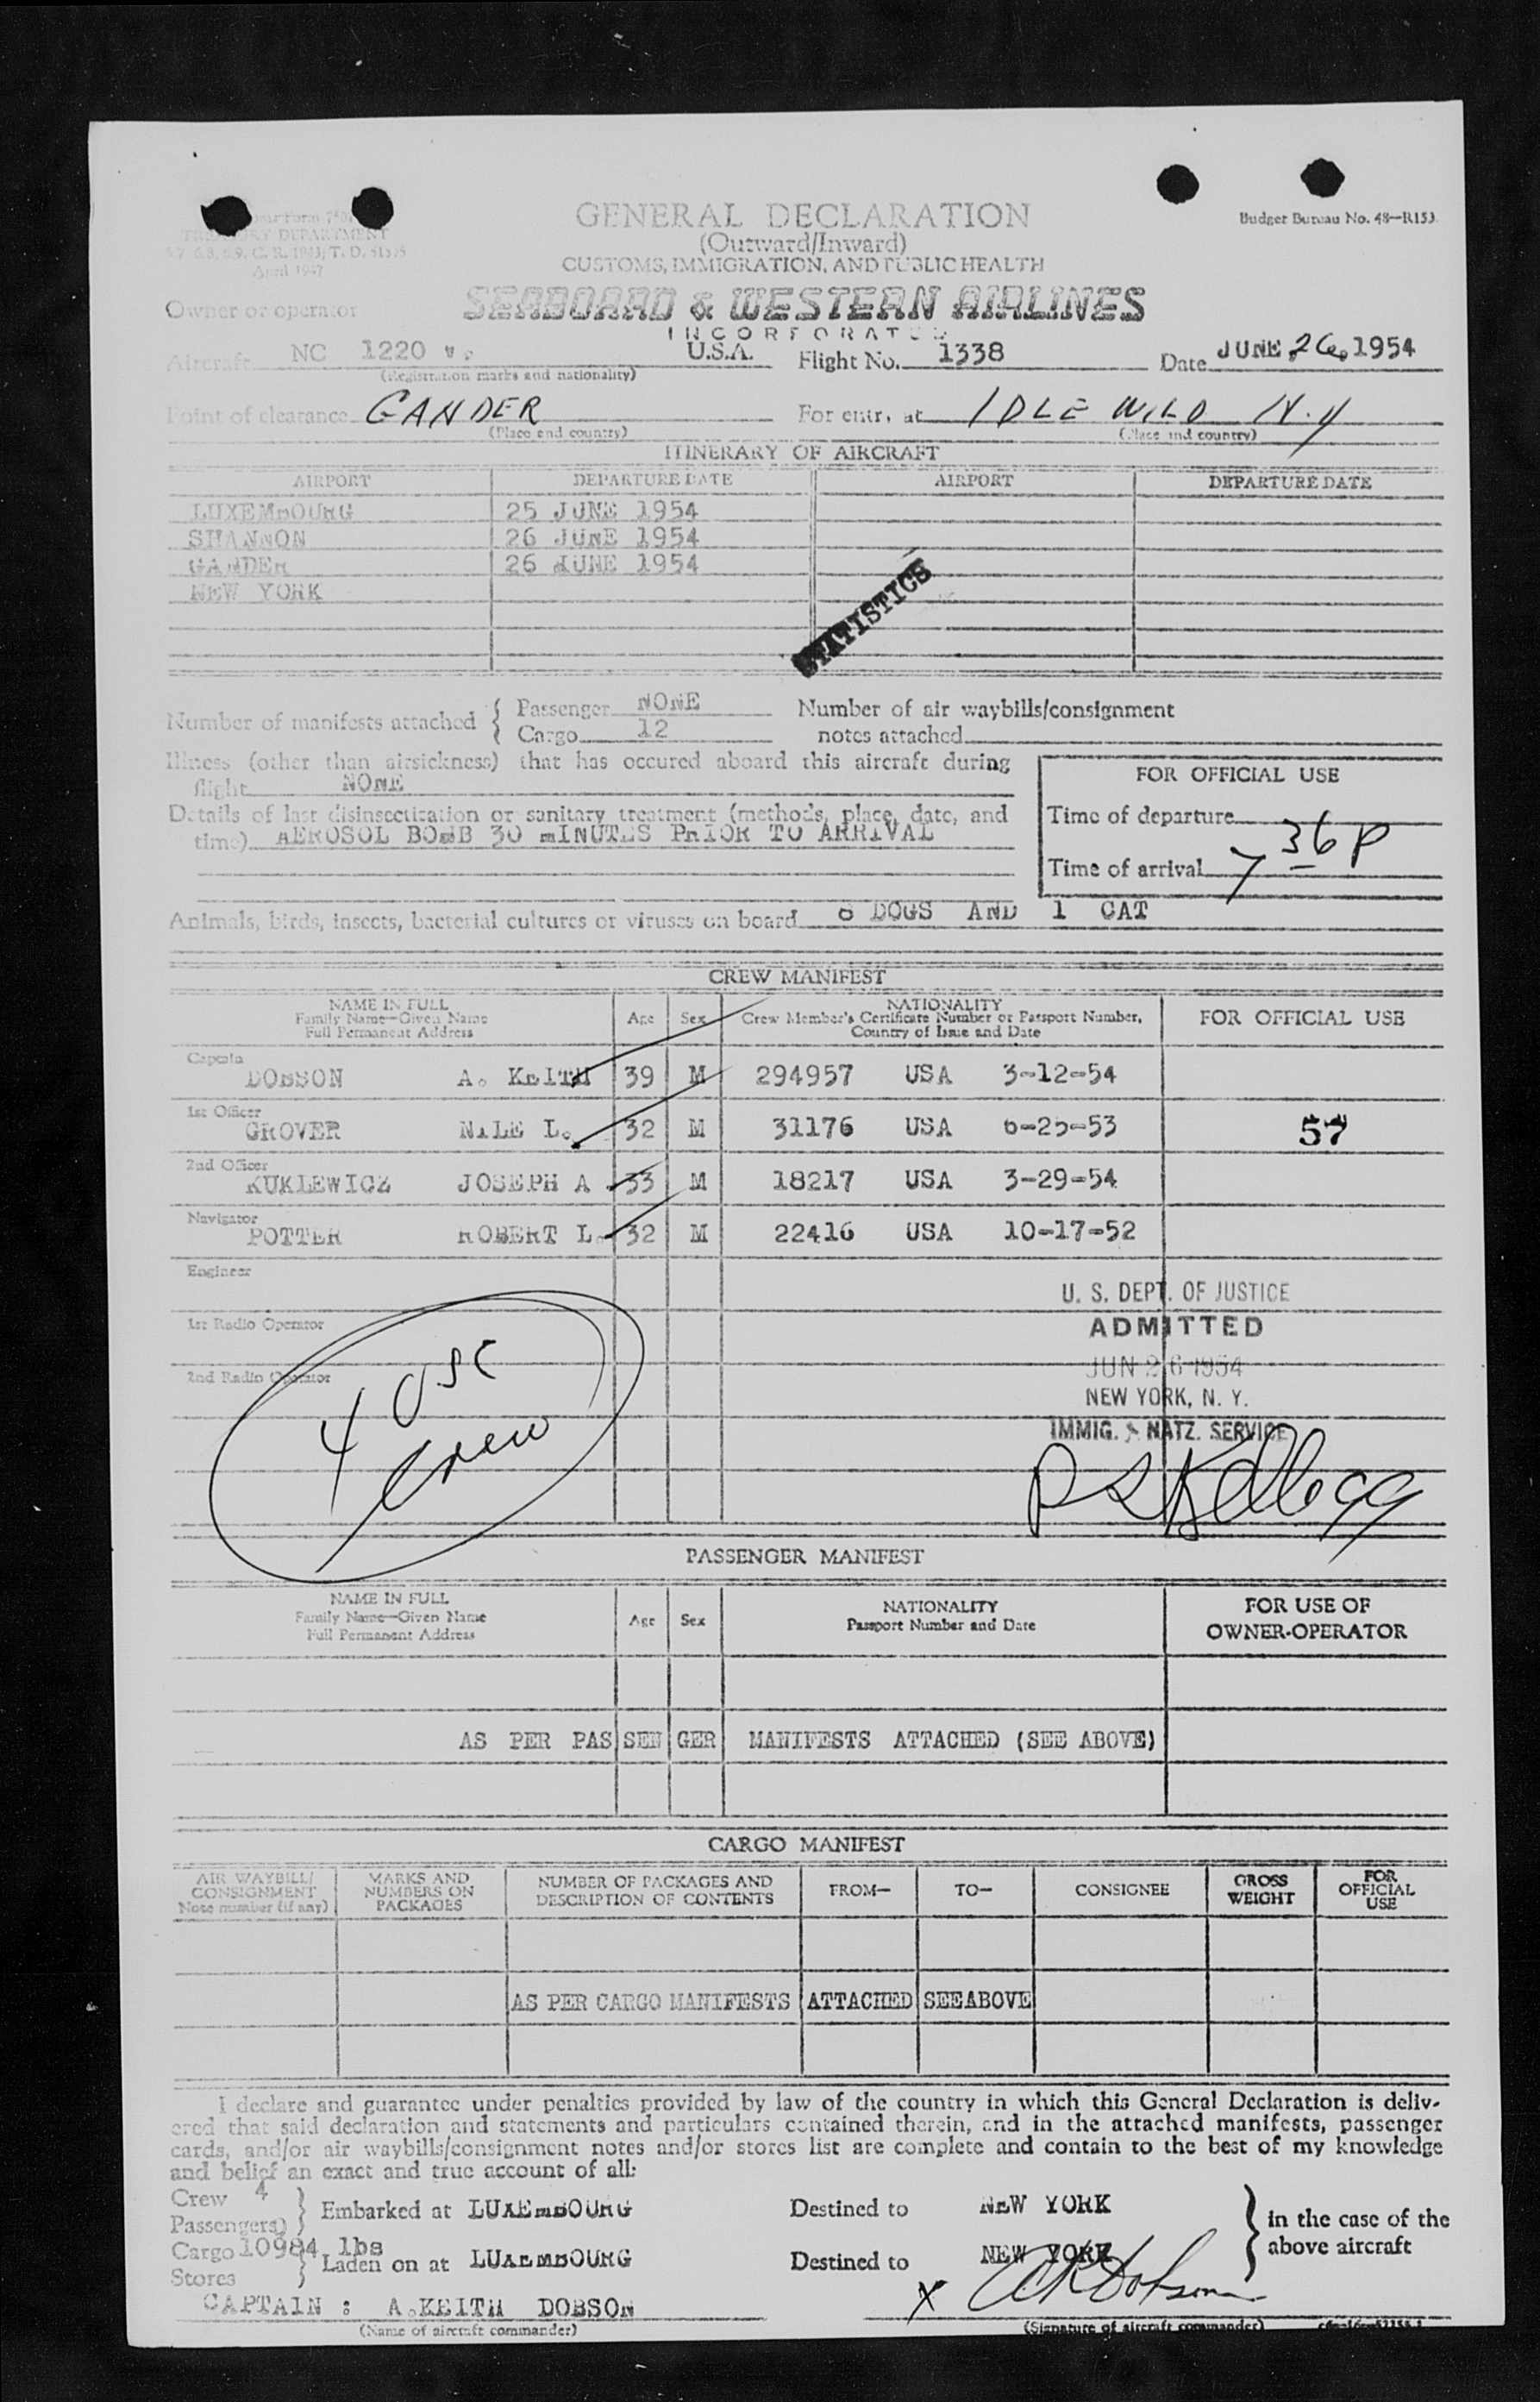 Customs Form 7507
TREASURY DEPARTMENT
April 1947
Budget Bureau No. 48—R153.
GENERAL DECLARATION
(Outward/Inward)
CUSTOMS, IMMIGRATION, AND PUBLIC HEALTH
Owner or operator SEABOARD & WESTERN AIRLINES
INCORPORATED
Aircraft NC 1220 U.S.A. Flight No. 1338 Date JUNE 26, 1954
(Registration marks and nationality)
Point of clearance GANDER For entry at IDLEWILD N.Y
(Place and country) (Place and country)
ITINERARY OF AIRCRAFT
AIRPORT DEPARTURE DATE AIRPORT DEPARTURE DATE
LUXEMBOURG 25 JUNE 1954
SHANNON 26 JUNE 1954
GANDER 26 JUNE 1954
NEW YORK
STATISTICS
Number of manifests attached { Passenger NONE Number of air waybills/consignment
Cargo 12 notes attached
Illness (other than airsickness) that has occured aboard this aircraft during
flight NONE
FOR OFFICIAL USE
Details of last disinsectization or sanitary treatment (methods, place, date, and
time) AEROSOL BOMB 30 MINUTES PRIOR TO ARRIVAL
Time of departure
Time of arrival 7 36 P
Animals, birds, insects, bacterial cultures or viruses on board 8 DOGS AND 1 CAT
CREW MANIFEST
NAME IN FULL Age Sex NATIONALITY FOR OFFICIAL USE
Family Name—Given Name Crew Member's Certificate Number or Passport Number,
Full Permanent Address Country of Issue and Date
Captain
DOBSON A. KEITH 39 M 294957 USA 3-12-54
1st Officer
GROVER NILE L. 32 M 31176 USA 6-25-53 57
2nd Officer
KUKLEWICZ JOSEPH A 33 M 18217 USA 3-29-54
Navigator
POTTER ROBERT L. 32 M 22416 USA 10-17-52
Engineer
U. S. DEPT. OF JUSTICE
1st Radio Operator
ADMITTED
JUN 26 1954
2nd Radio Operator
NEW YORK, N. Y.
IMMIG. & NATZ. SERVICE
4 USC
Crew
P S Kellogg
PASSENGER MANIFEST
NAME IN FULL Age Sex NATIONALITY FOR USE OF
Family Name—Given Name Passport Number and Date OWNER-OPERATOR
Full Permanent Address
AS PER PASSENGER MANIFESTS ATTACHED (SEE ABOVE)
CARGO MANIFEST
AIR WAYBILL/ CONSIGNMENT Note number (if any) MARKS AND NUMBERS ON PACKAGES NUMBER OF PACKAGES AND DESCRIPTION OF CONTENTS FROM— TO— CONSIGNEE GROSS WEIGHT FOR OFFICIAL USE
AS PER CARGO MANIFESTS ATTACHED SEEABOVE
I declare and guarantee under penalties provided by law of the country in which this General Declaration is deliv-
ered that said declaration and statements and particulars contained therein, and in the attached manifests, passenger
cards, and/or air waybills/consignment notes and/or stores list are complete and contain to the best of my knowledge
and belief an exact and true account of all:
Crew 4
Passengers } Embarked at LUXEMBOURG Destined to NEW YORK } in the case of the
Cargo 10984 lbs above aircraft
Stores } Laden on at LUXEMBOURG Destined to NEW YORK
X AKDobson
CAPTAIN : A.KEITH DOBSON
(Name of aircraft commander) (Signature of aircraft commander)